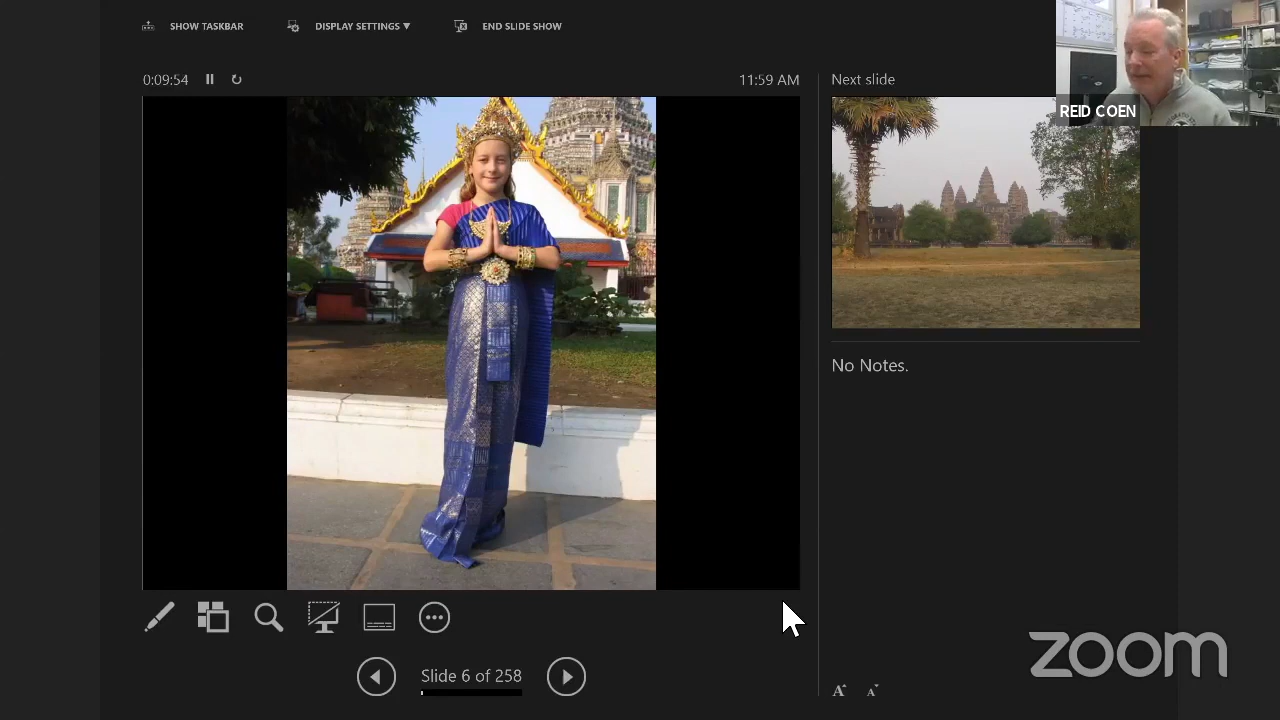 SHOW TASKBAR
DISPLAY SETTINGS ▼
END SLIDE SHOW
0:09:54
11:59 AM
Next slide
REID COEN
No Notes.
Slide 6 of 258
zoom
A
A